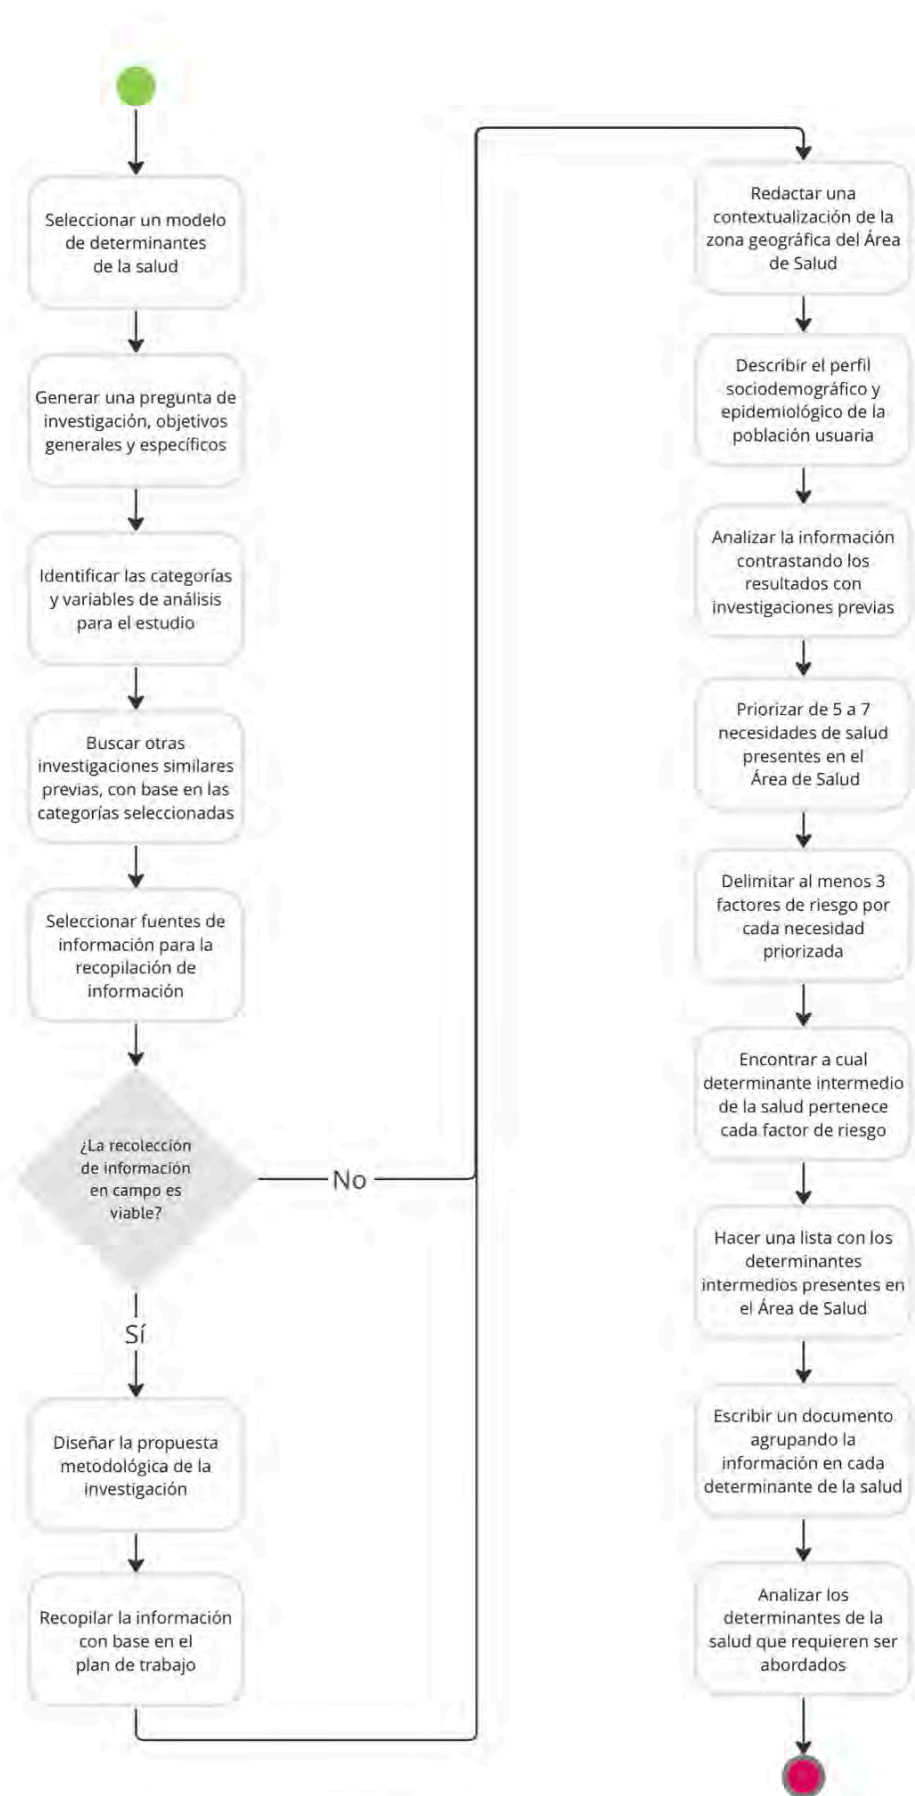 Seleccionar un modelo
de determinantes
de la salud
Generar una pregunta de
investigación, objetivos
generales y específicos
Identificar las categorías
y variables de análisis
para el estudio
Buscar otras
investigaciones similares
previas, con base en las
categorías seleccionadas
Seleccionar fuentes de
información para la
recopilación de
información
¿La recolección
de información
en campo es
viable?
No
Sí
Diseñar la propuesta
metodológica de la
investigación
Recopilar la información
con base en el
plan de trabajo
Redactar una
contextualización de la
zona geográfica del Área
de Salud
Describir el perfil
sociodemográfico y
epidemiológico de la
población usuaria
Analizar la información
contrastando los
resultados con
investigaciones previas
Priorizar de 5 a 7
necesidades de salud
presentes en el
Área de Salud
Delimitar al menos 3
factores de riesgo por
cada necesidad
priorizada
Encontrar a cual
determinante intermedio
de la salud pertenece
cada factor de riesgo
Hacer una lista con los
determinantes
intermedios presentes en
el Área de Salud
Escribir un documento
agrupando la
información en cada
determinante de la salud
Analizar los
determinantes de la
salud que requieren ser
abordados